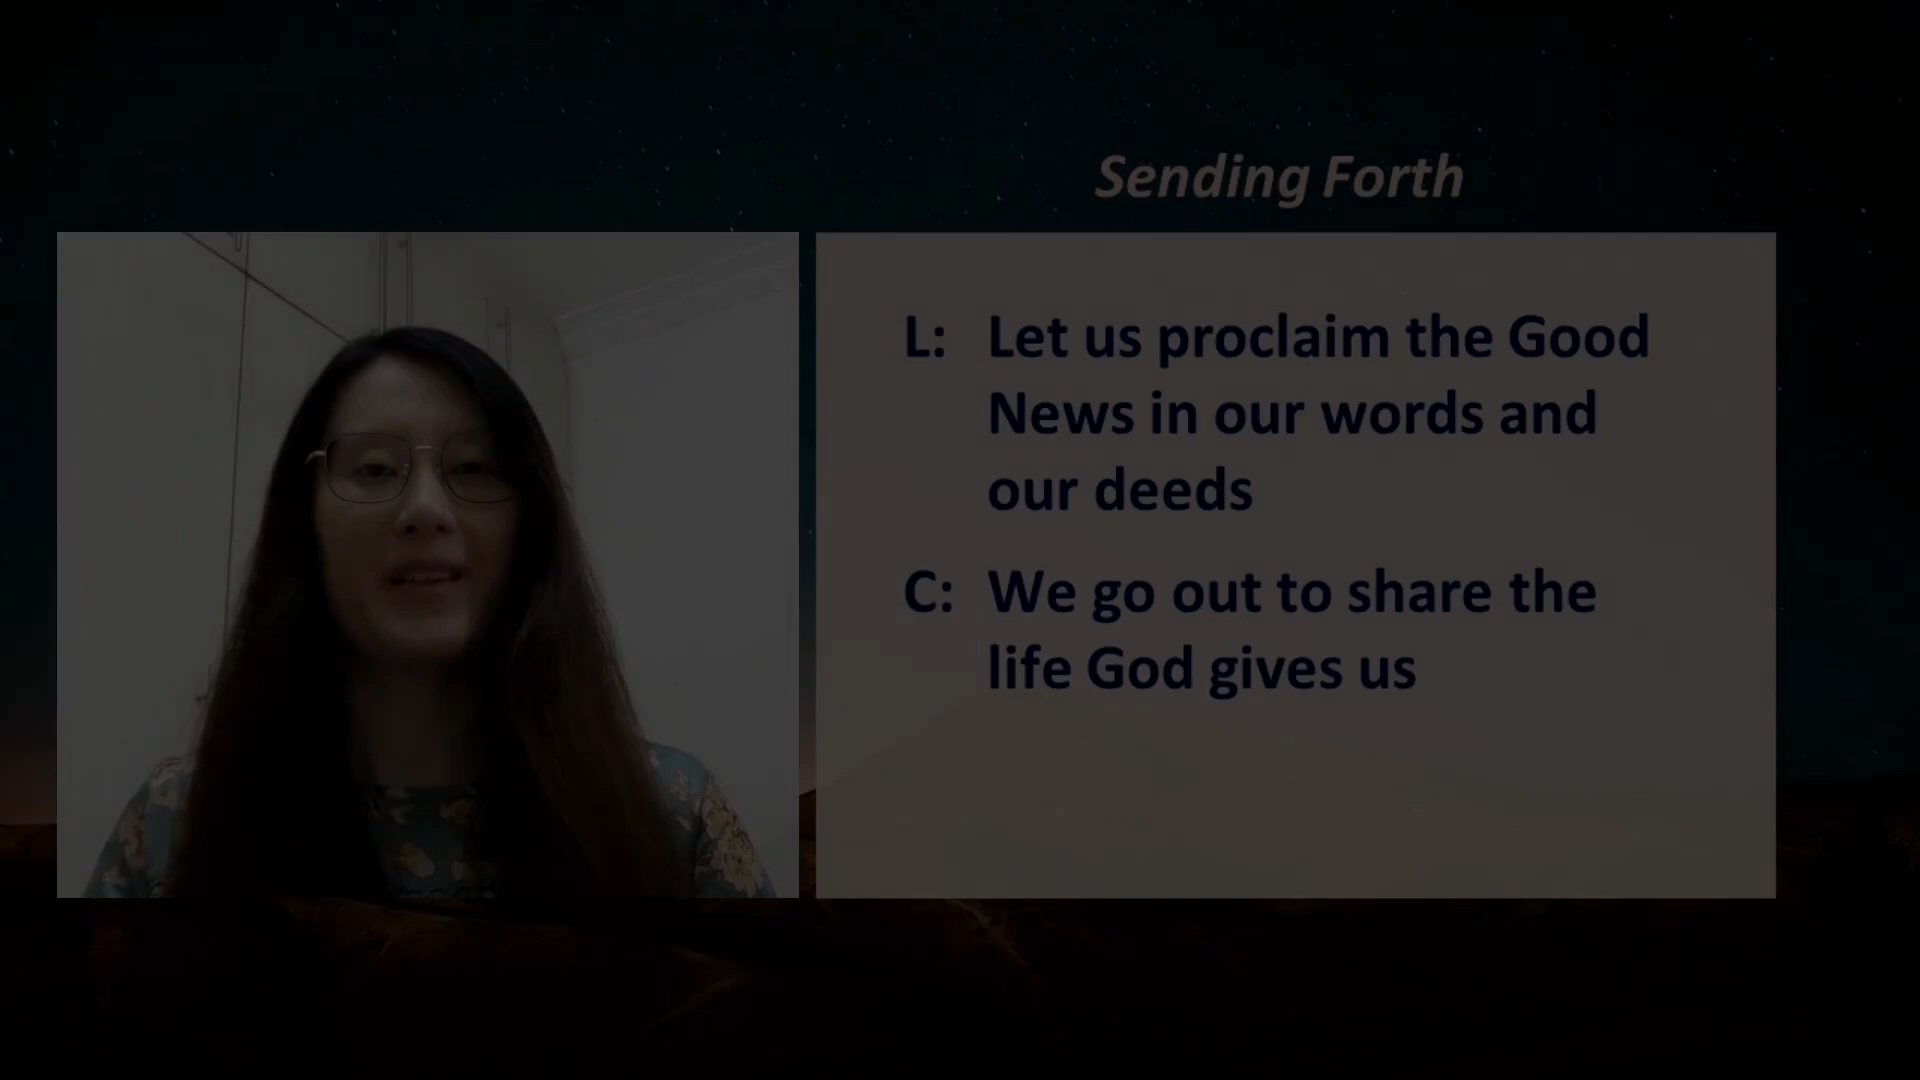 Sending Forth
L: Let us proclaim the Good
News in our words and
our deeds
C: We go out to share the
life God gives us